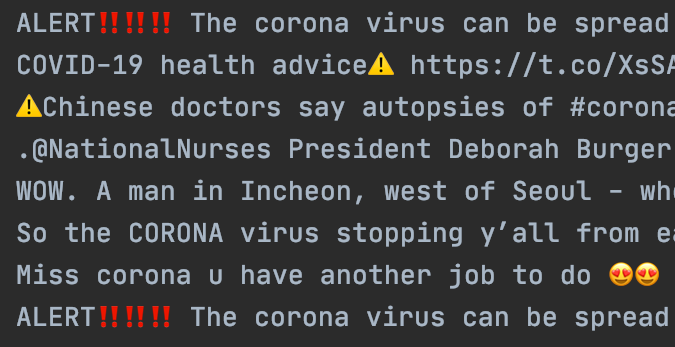 ALERT‼️‼️‼️ The corona virus can be spread
COVID-19 health advice⚠️ https://t.co/XsSA
⚠️Chinese doctors say autopsies of #corona
.@NationalNurses President Deborah Burger
WOW. A man in Incheon, west of Seoul – who
So the CORONA virus stopping y’all from ea
Miss corona u have another job to do 😍😍
ALERT‼️‼️‼️ The corona virus can be spread